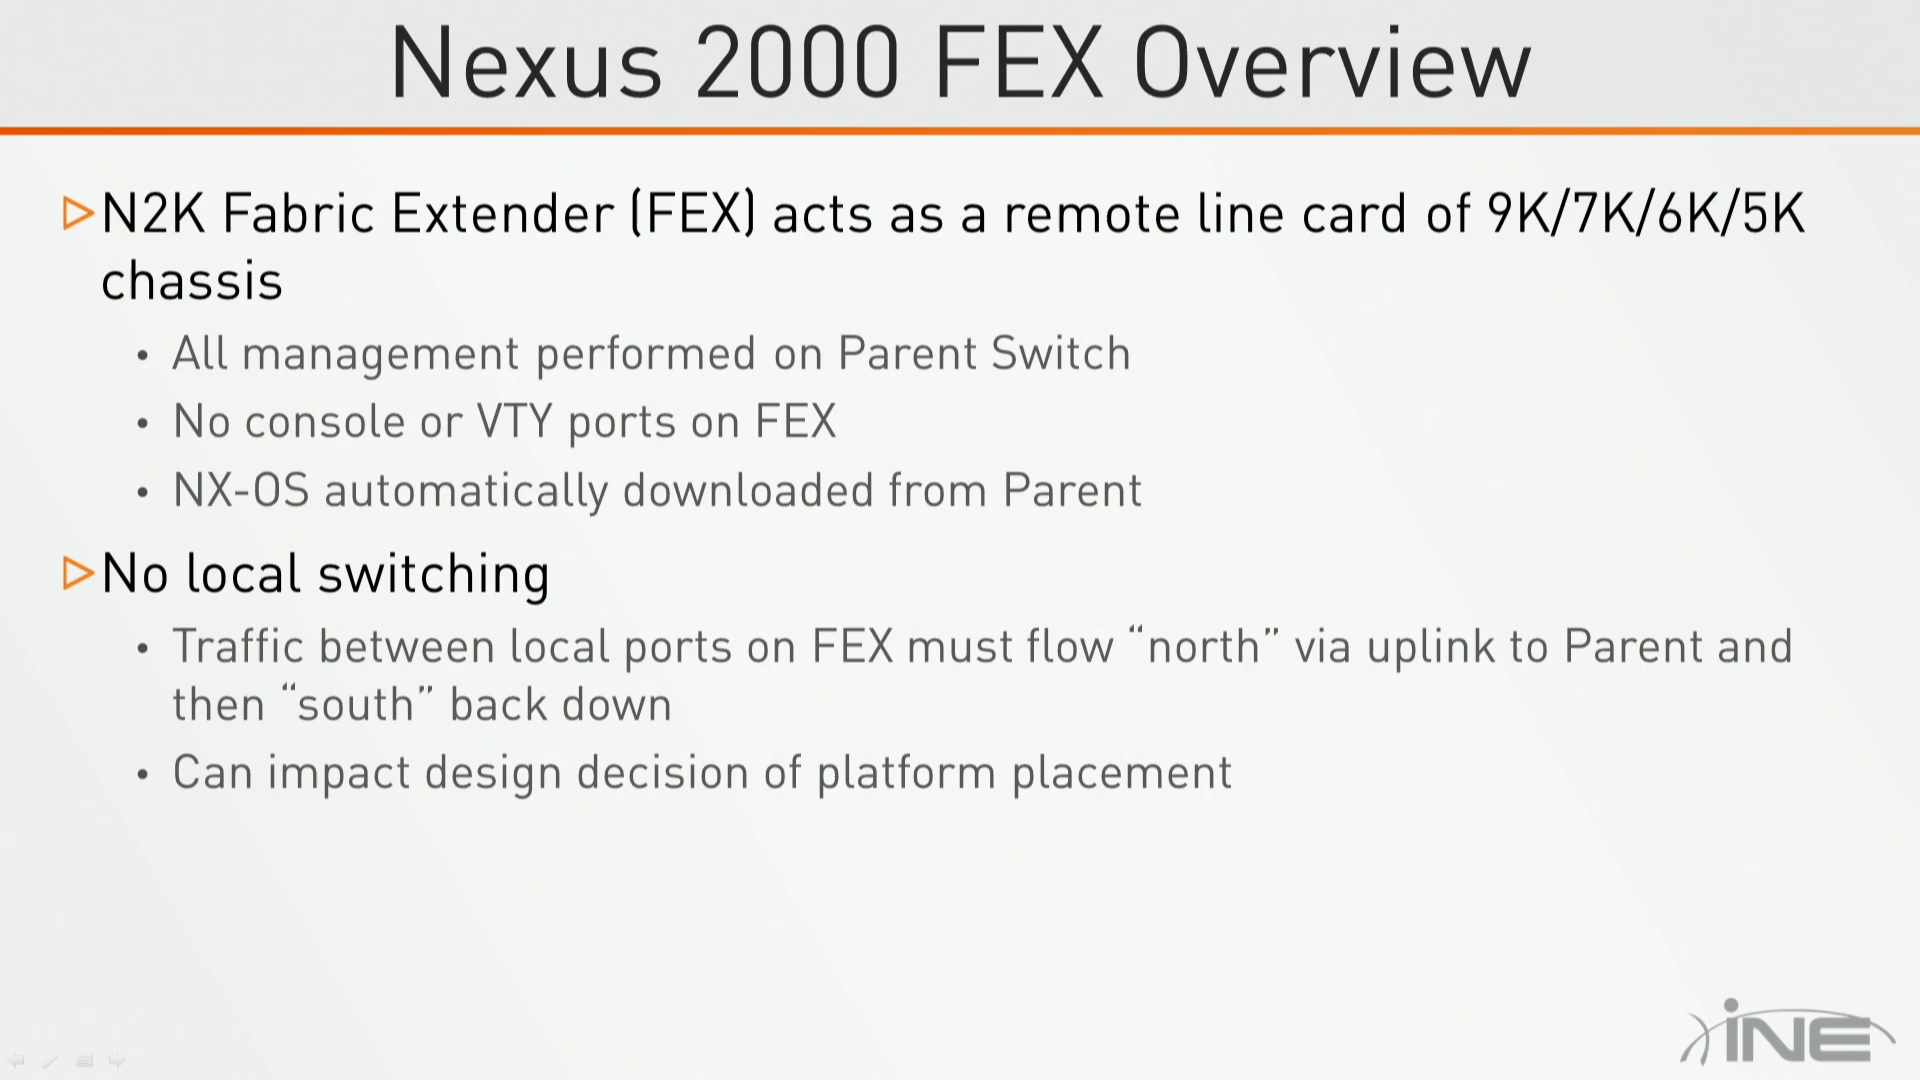 Nexus 2000 FEX Overview
N2K Fabric Extender (FEX) acts as a remote line card of 9K/7K/6K/5K
chassis
• All management performed on Parent Switch
• No console or VTY ports on FEX
• NX-OS automatically downloaded from Parent
No local switching
• Traffic between local ports on FEX must flow “north” via uplink to Parent and
then “south” back down
• Can impact design decision of platform placement
iNE